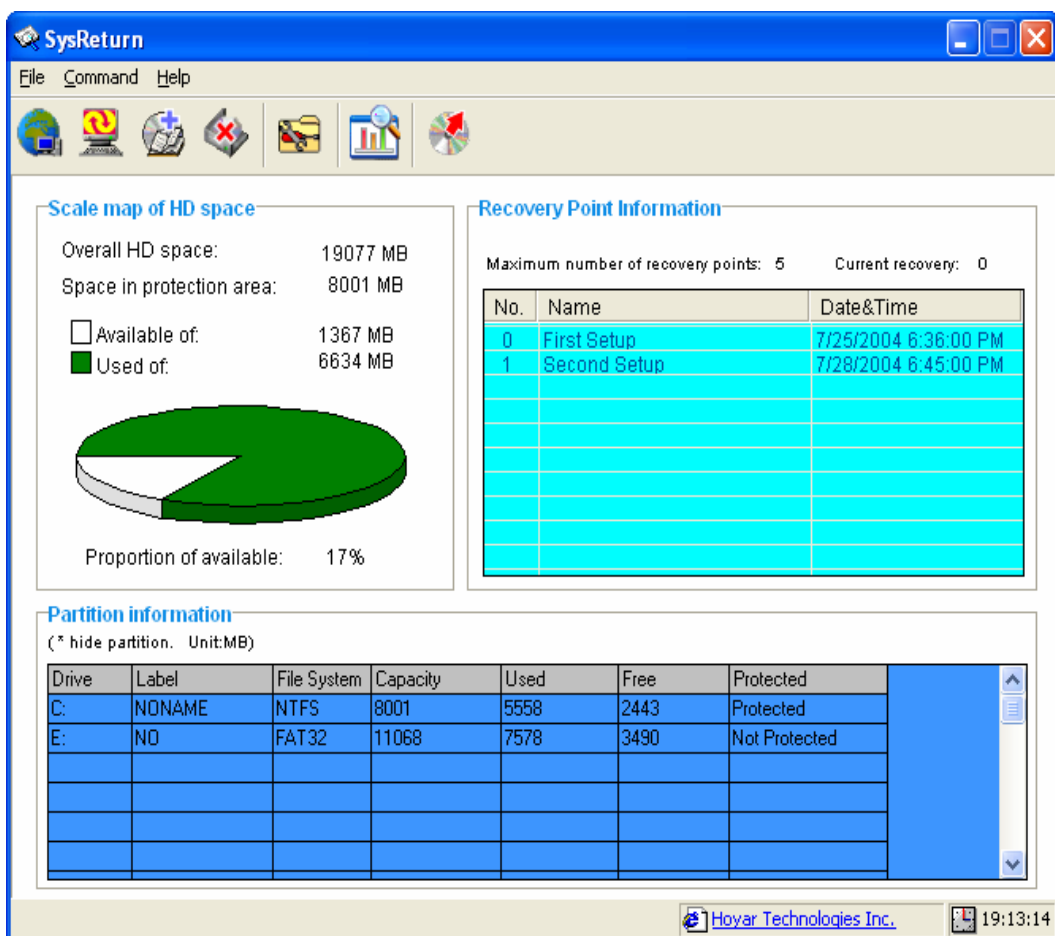 SysReturn
File Command Help
Scale map of HD space
Overall HD space: 19077 MB
Space in protection area: 8001 MB
Available of: 1367 MB
Used of: 6634 MB
Proportion of available: 17%
Recovery Point Information
Maximum number of recovery points: 5 Current recovery: 0
No. Name Date&Time
0 First Setup 7/25/2004 6:36:00 PM
1 Second Setup 7/28/2004 6:45:00 PM
Partition information
(* hide partition. Unit:MB)
Drive Label File System Capacity Used Free Protected
C: NONAME NTFS 8001 5558 2443 Protected
E: NO FAT32 11068 7578 3490 Not Protected
Hoyar Technologies Inc. 19:13:14